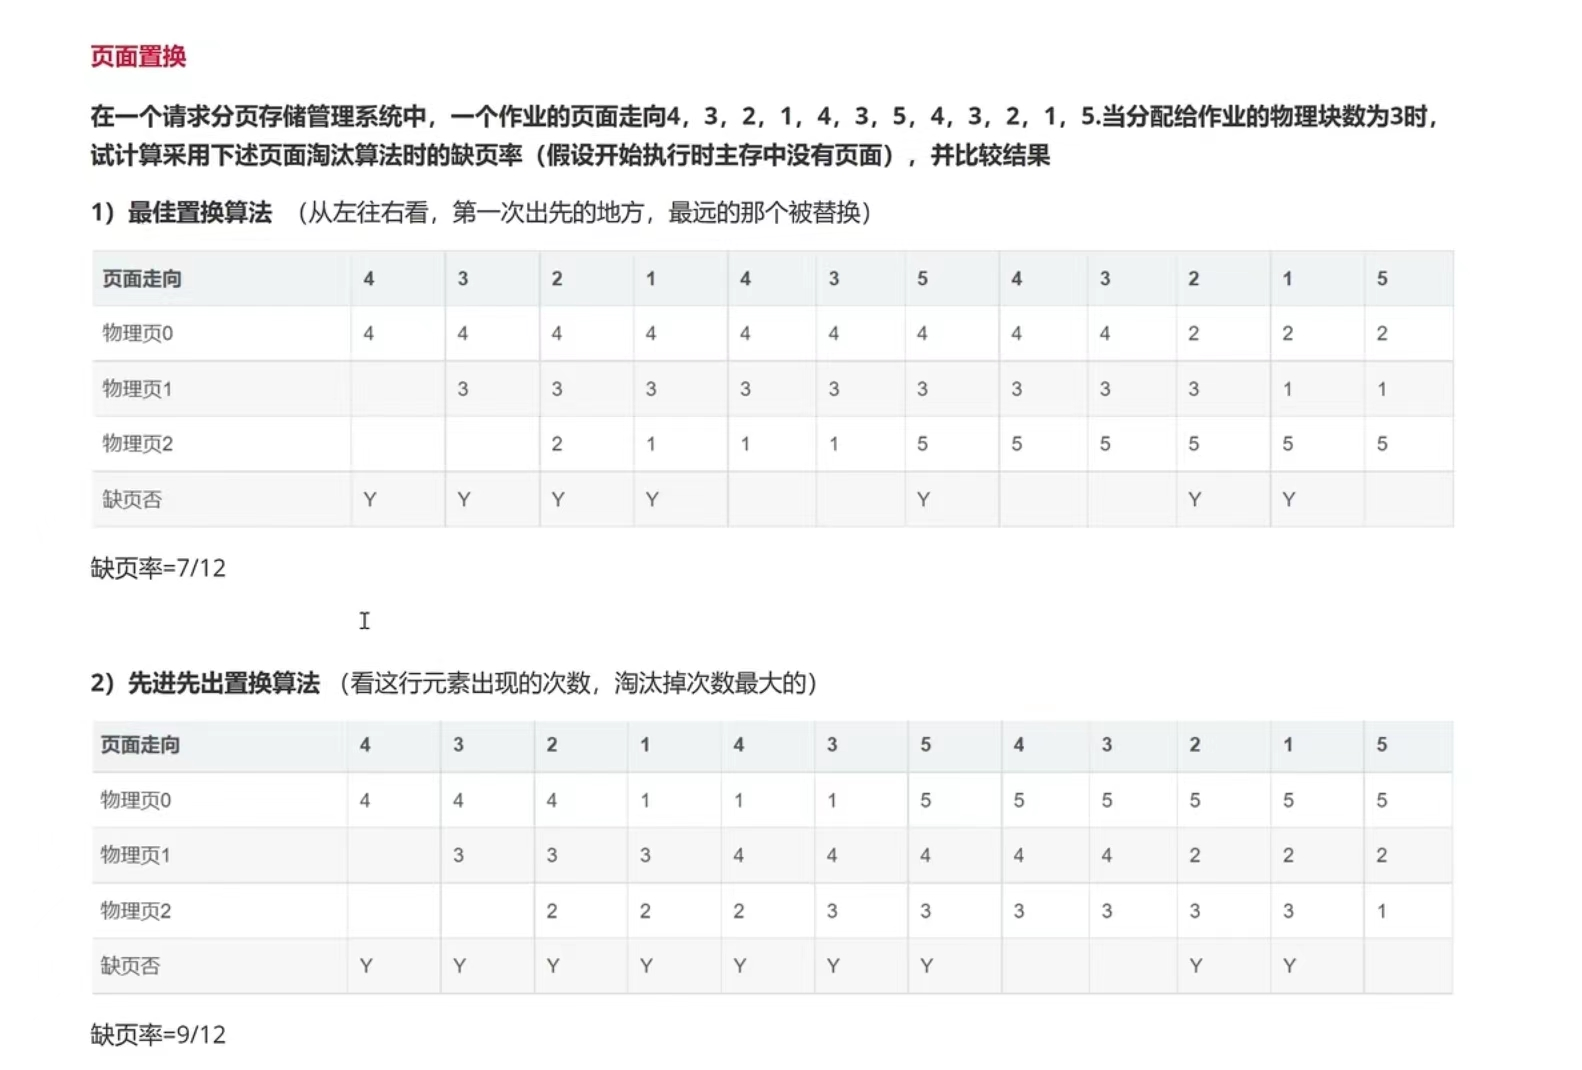 页面置换
在一个请求分页存储管理系统中，一个作业的页面走向4，3，2，1，4，3，5，4，3，2，1，5.当分配给作业的物理块数为3时，
试计算采用下述页面淘汰算法时的缺页率（假设开始执行时主存中没有页面），并比较结果
1）最佳置换算法 （从左往右看，第一次出先的地方，最远的那个被替换）
页面走向 4 3 2 1 4 3 5 4 3 2 1 5
物理页0 4 4 4 4 4 4 4 4 4 2 2 2
物理页1 3 3 3 3 3 3 3 3 3 1 1
物理页2 2 1 1 1 5 5 5 5 5 5
缺页否 Y Y Y Y Y Y Y
缺页率=7/12
2）先进先出置换算法 （看这行元素出现的次数，淘汰掉次数最大的）
页面走向 4 3 2 1 4 3 5 4 3 2 1 5
物理页0 4 4 4 1 1 1 5 5 5 5 5 5
物理页1 3 3 3 4 4 4 4 4 2 2 2
物理页2 2 2 2 3 3 3 3 3 3 1
缺页否 Y Y Y Y Y Y Y Y Y
缺页率=9/12